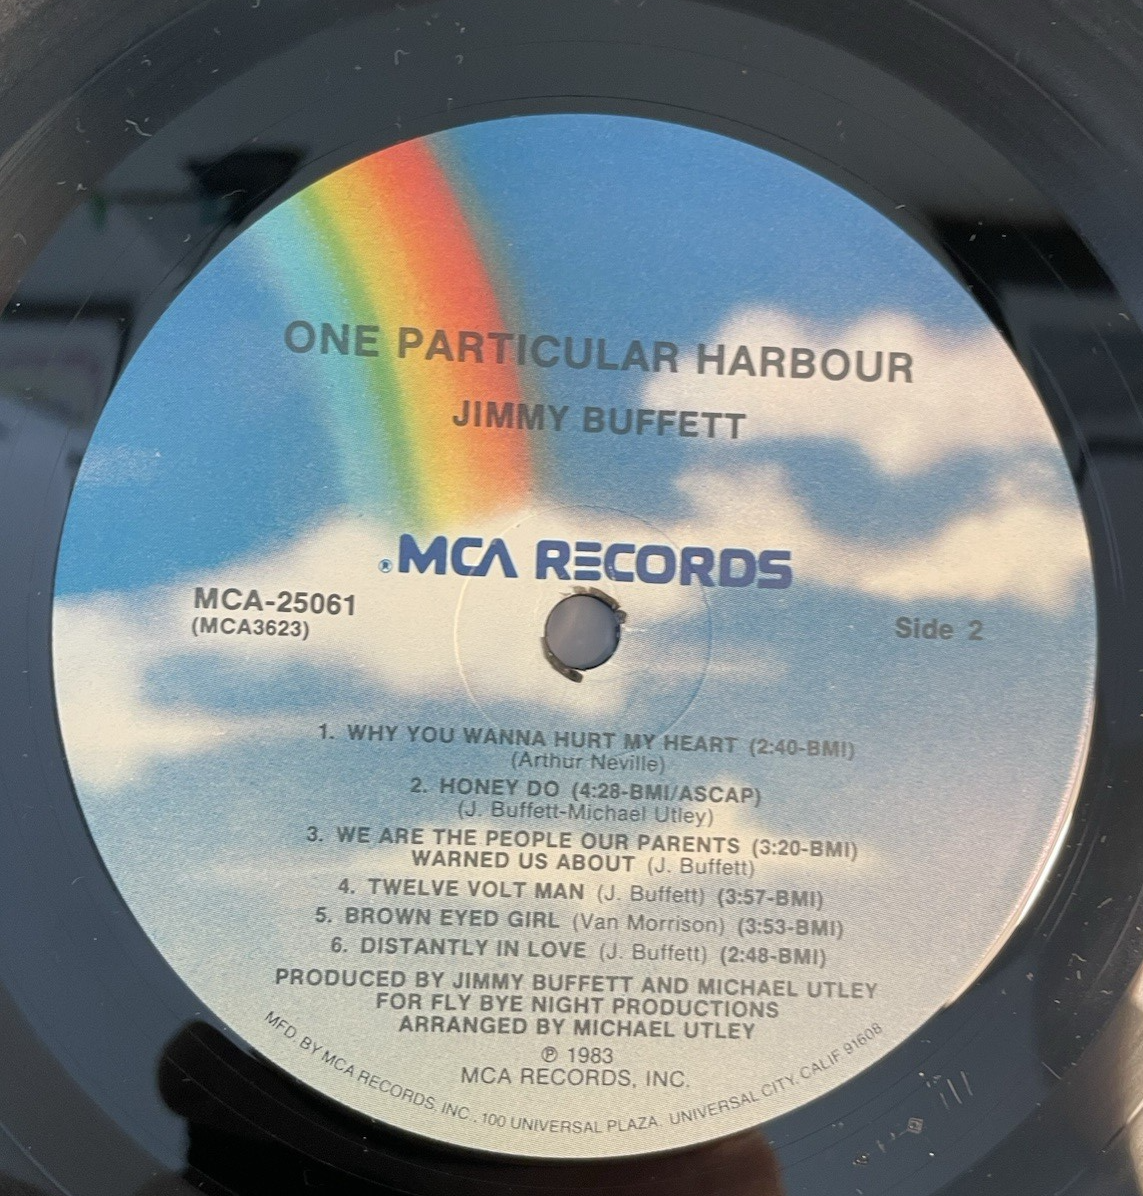 ONE PARTICULAR HARBOUR
JIMMY BUFFETT
® MCA RECORDS
MCA-25061
(MCA3623)
Side 2
1. WHY YOU WANNA HURT MY HEART (2:40-BMI)
(Arthur Neville)
2. HONEY DO (4:28-BMI/ASCAP)
(J. Buffett-Michael Utley)
3. WE ARE THE PEOPLE OUR PARENTS (3:20-BMI)
WARNED US ABOUT (J. Buffett)
4. TWELVE VOLT MAN (J. Buffett) (3:57-BMI)
5. BROWN EYED GIRL (Van Morrison) (3:53-BMI)
6. DISTANTLY IN LOVE (J. Buffett) (2:48-BMI)
PRODUCED BY JIMMY BUFFETT AND MICHAEL UTLEY
FOR FLY BYE NIGHT PRODUCTIONS
ARRANGED BY MICHAEL UTLEY
℗ 1983
MCA RECORDS, INC.
MFD. BY MCA RECORDS, INC., 100 UNIVERSAL PLAZA. UNIVERSAL CITY. CALIF 91608